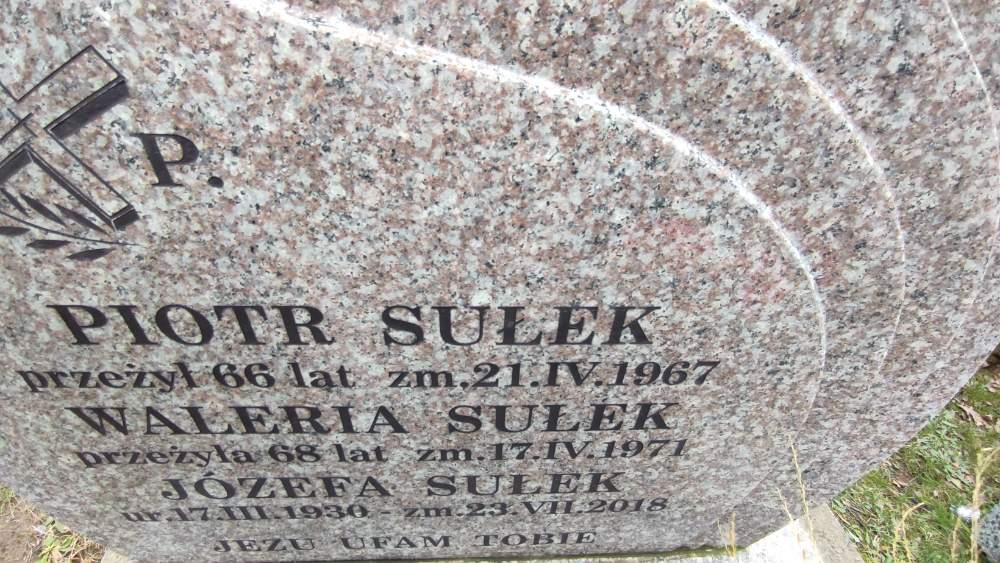 P.
PIOTR SUŁEK
przeżył 66 lat zm.21.IV.1967
WALERIA SUŁEK
przeżyła 68 lat zm.17.IV.1971
JÓZEFA SUŁEK
ur.17.III.1930 - zm.23.VII.2018
JEZU UFAM TOBIE